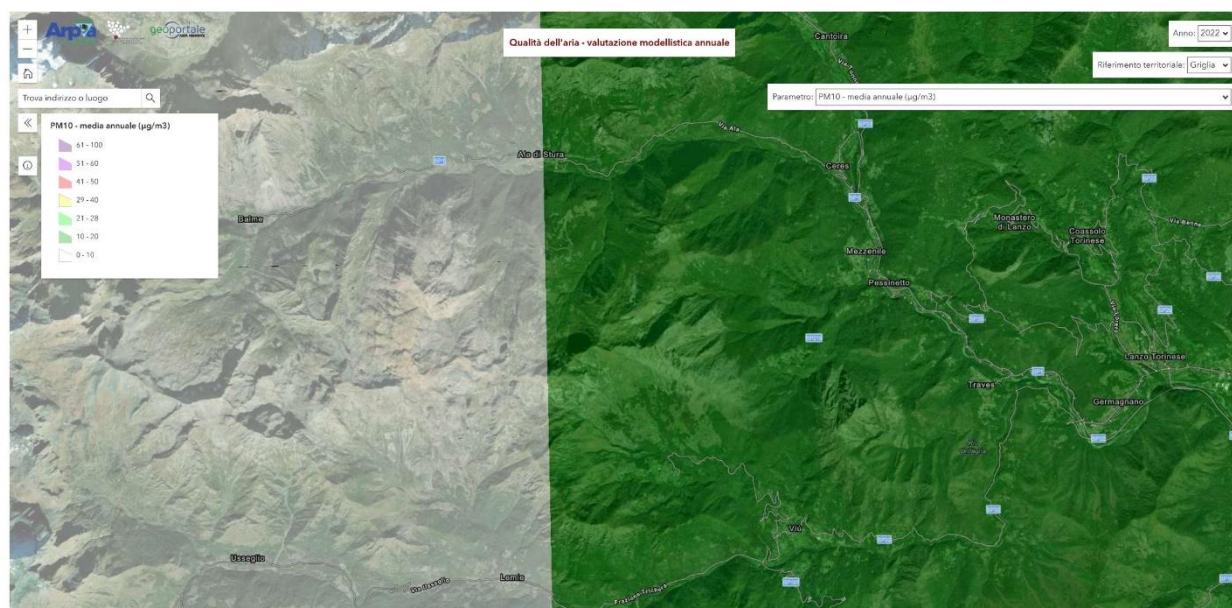 +
Arpa
geoportale
−
Qualità dell'aria - valutazione modellistica annuale
Anno: 2022
Riferimento territoriale: Griglia
Parametro: PM10 - media annuale (µg/m3)
Trova indirizzo o luogo
PM10 - media annuale (µg/m3)
61 - 100
51 - 60
41 - 50
29 - 40
21 - 28
10 - 20
0 - 10
Cantoira
Via Ala
Ala di Stura
Ceres
Balme
Monastero
di Lanzo
Coassolo
Torinese
Mezzenile
Pessinetto
Lanzo Torinese
Traves
Germagnano
Viù
Usseglio
Lemie